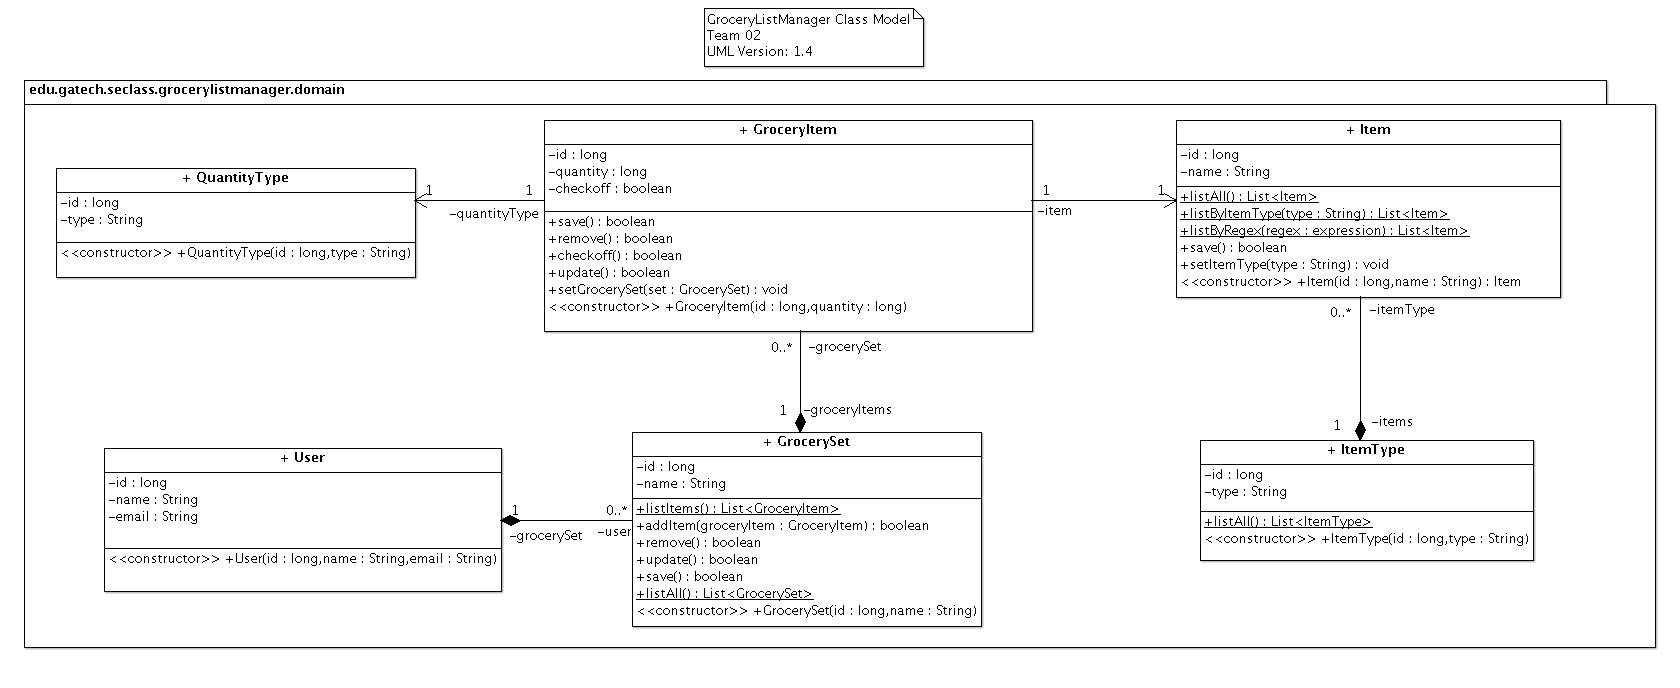 GroceryListManager Class Model
Team 02
UML Version: 1.4
edu.gatech.seclass.grocerylistmanager.domain
+ QuantityType
-id : long
-type : String
<<constructor>> +QuantityType(id : long,type : String)
1
1
-quantityType
+ GroceryItem
-id : long
-quantity : long
-checkoff : boolean
+save() : boolean
+remove() : boolean
+checkoff() : boolean
+update() : boolean
+setGrocerySet(set : GrocerySet) : void
<<constructor>> +GroceryItem(id : long,quantity : long)
1
1
-item
+ Item
-id : long
-name : String
+listAll() : List<Item>
+listByItemType(type : String) : List<Item>
+listByRegex(regex : expression) : List<Item>
+save() : boolean
+setItemType(type : String) : void
<<constructor>> +Item(id : long,name : String) : Item
0..*
-grocerySet
1
-groceryItems
0..*
-itemType
1
-items
+ User
-id : long
-name : String
-email : String
<<constructor>> +User(id : long,name : String,email : String)
1
0..*
-grocerySet
-user
+ GrocerySet
-id : long
-name : String
+listItems() : List<GroceryItem>
+addItem(groceryItem : GroceryItem) : boolean
+remove() : boolean
+update() : boolean
+save() : boolean
+listAll() : List<GrocerySet>
<<constructor>> +GrocerySet(id : long,name : String)
+ ItemType
-id : long
-type : String
+listAll() : List<ItemType>
<<constructor>> +ItemType(id : long,type : String)